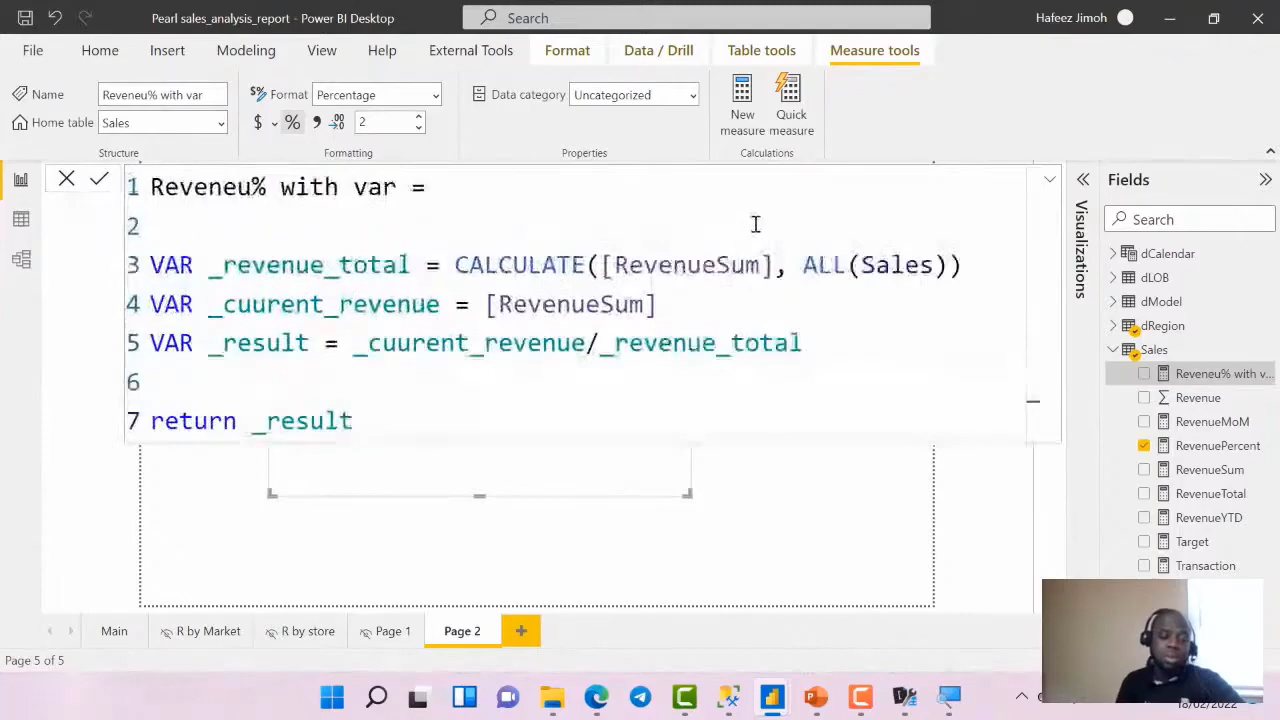 Pearl sales_analysis_report - Power BI Desktop
Search
Hafeez Jimoh
File Home Insert Modeling View Help External Tools Format Data / Drill Table tools Measure tools
Name Reveneu% with var
Format Percentage
Data category Uncategorized
New measure
Quick measure
Home table Sales
$ % 9 .00 2
Structure Formatting Properties Calculations
1 Reveneu% with var =
2
3 VAR _revenue_total = CALCULATE([RevenueSum], ALL(Sales))
4 VAR _cuurent_revenue = [RevenueSum]
5 VAR _result = _cuurent_revenue/_revenue_total
6
7 return _result
Visualizations
Fields
Search
dCalendar
dLOB
dModel
dRegion
Sales
Reveneu% with v...
Revenue
RevenueMoM
RevenuePercent
RevenueSum
RevenueTotal
RevenueYTD
Target
Transaction
Main R by Market R by store Page 1 Page 2
Page 5 of 5
18/02/2022